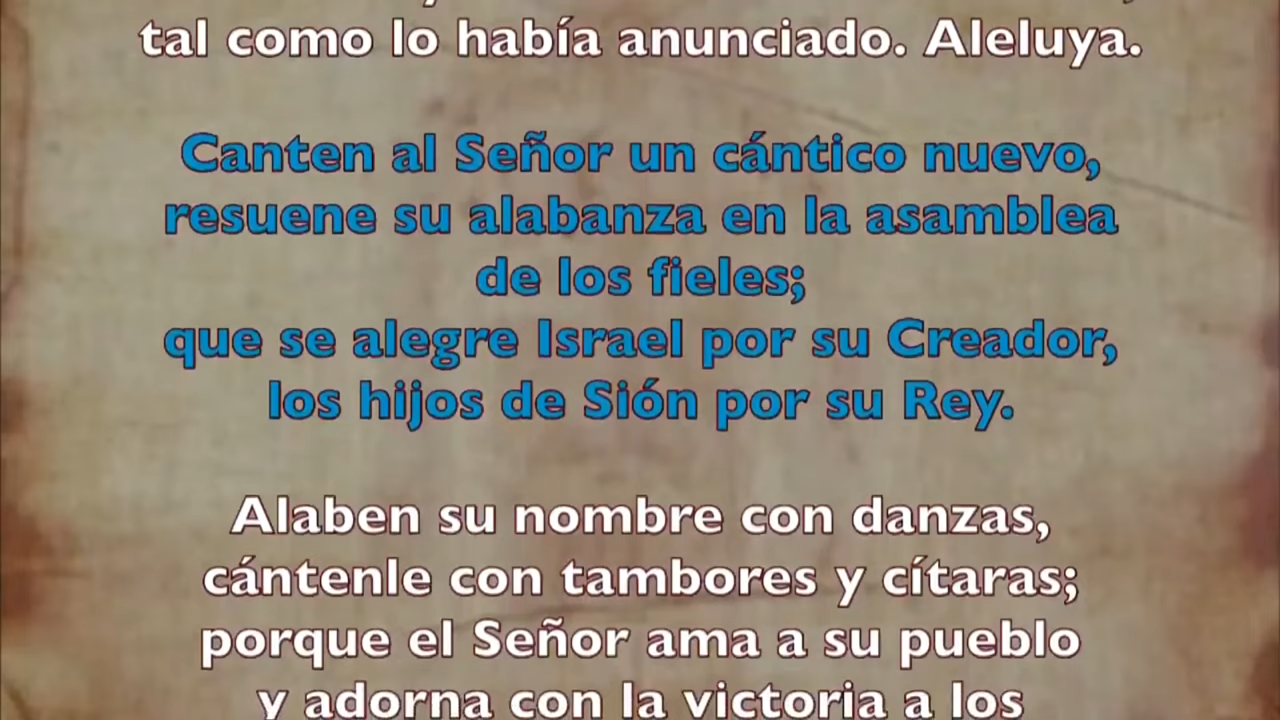 tal como lo había anunciado. Aleluya.
Canten al Señor un cántico nuevo,
resuene su alabanza en la asamblea
de los fieles;
que se alegre Israel por su Creador,
los hijos de Sión por su Rey.
Alaben su nombre con danzas,
cántenle con tambores y cítaras;
porque el Señor ama a su pueblo
y adorna con la victoria a los